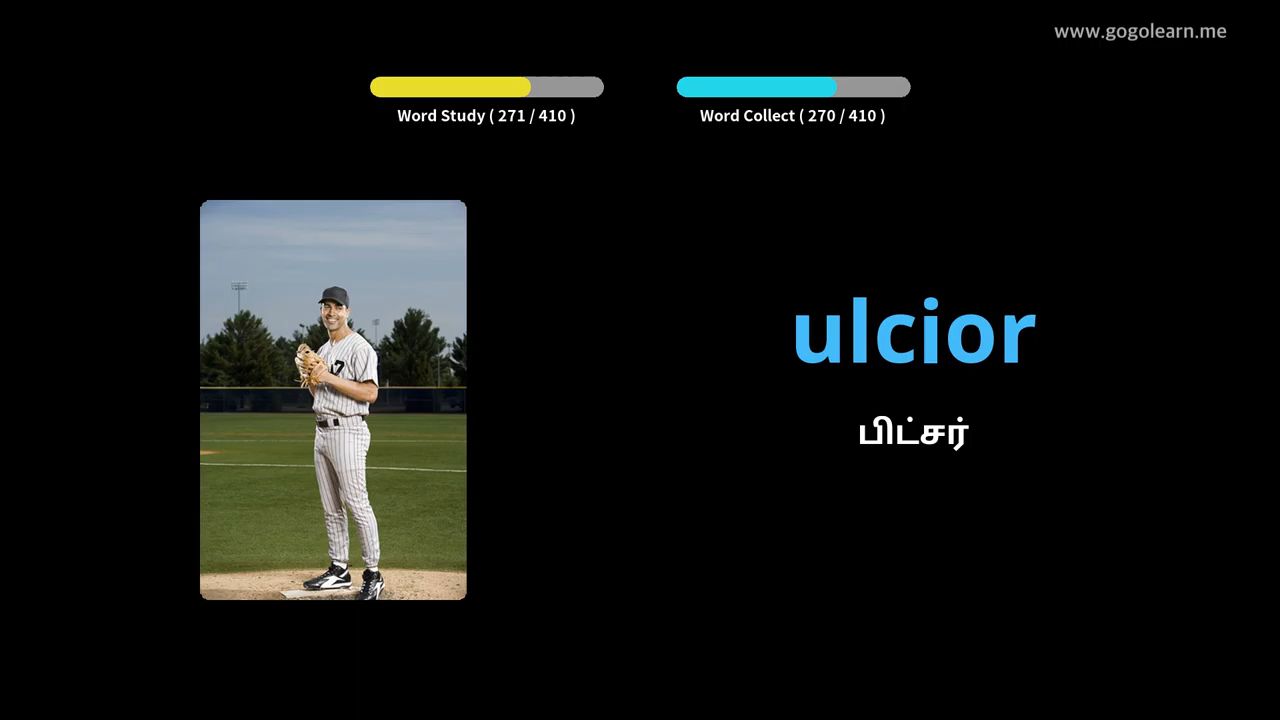 www.gogolearn.me
Word Study ( 271 / 410 )
Word Collect ( 270 / 410 )
ulcior
பிட்சர்